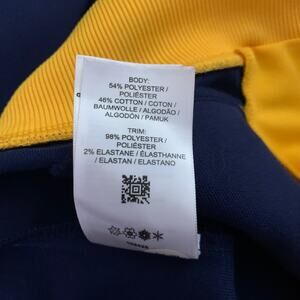 BODY:
54% POLYESTER /
POLIÉSTER
46% COTTON / COTON /
BAUMWOLLE / ALGODÃO /
ALGODÓN / PAMUK
TRIM:
98% POLYESTER /
POLIÉSTER
2% ELASTANE / ÉLASTHANNE
/ ELASTAN / ELASTANO